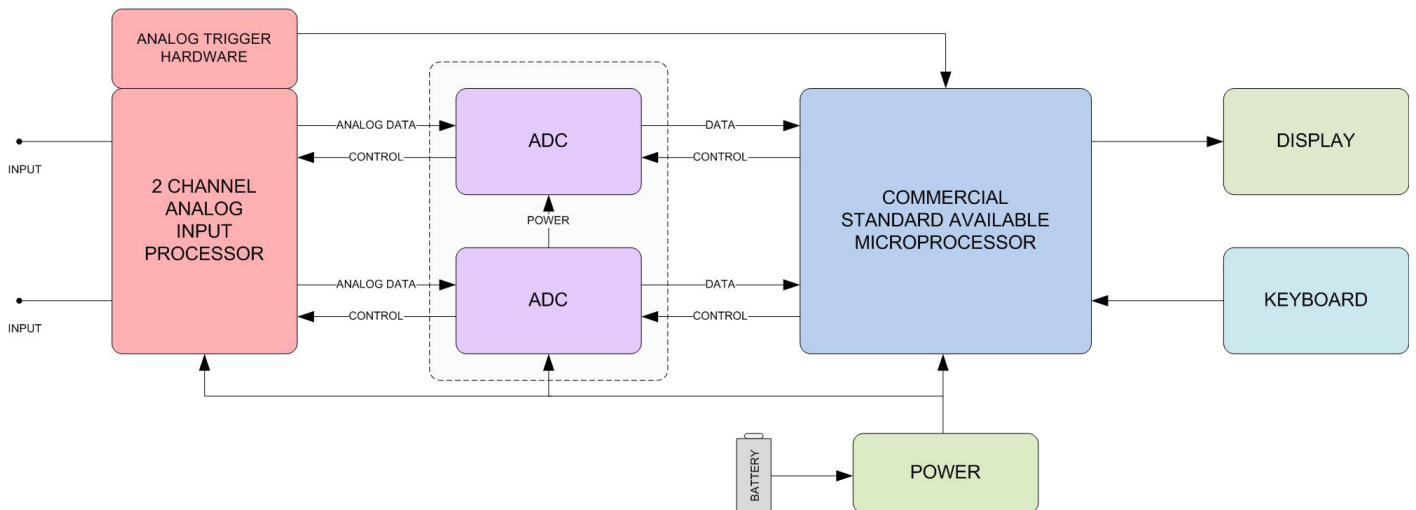 ANALOG TRIGGER
HARDWARE
INPUT
INPUT
2 CHANNEL
ANALOG
INPUT
PROCESSOR
ANALOG DATA
CONTROL
ADC
DATA
CONTROL
POWER
ANALOG DATA
CONTROL
ADC
DATA
CONTROL
COMMERCIAL
STANDARD AVAILABLE
MICROPROCESSOR
DISPLAY
KEYBOARD
BATTERY
POWER